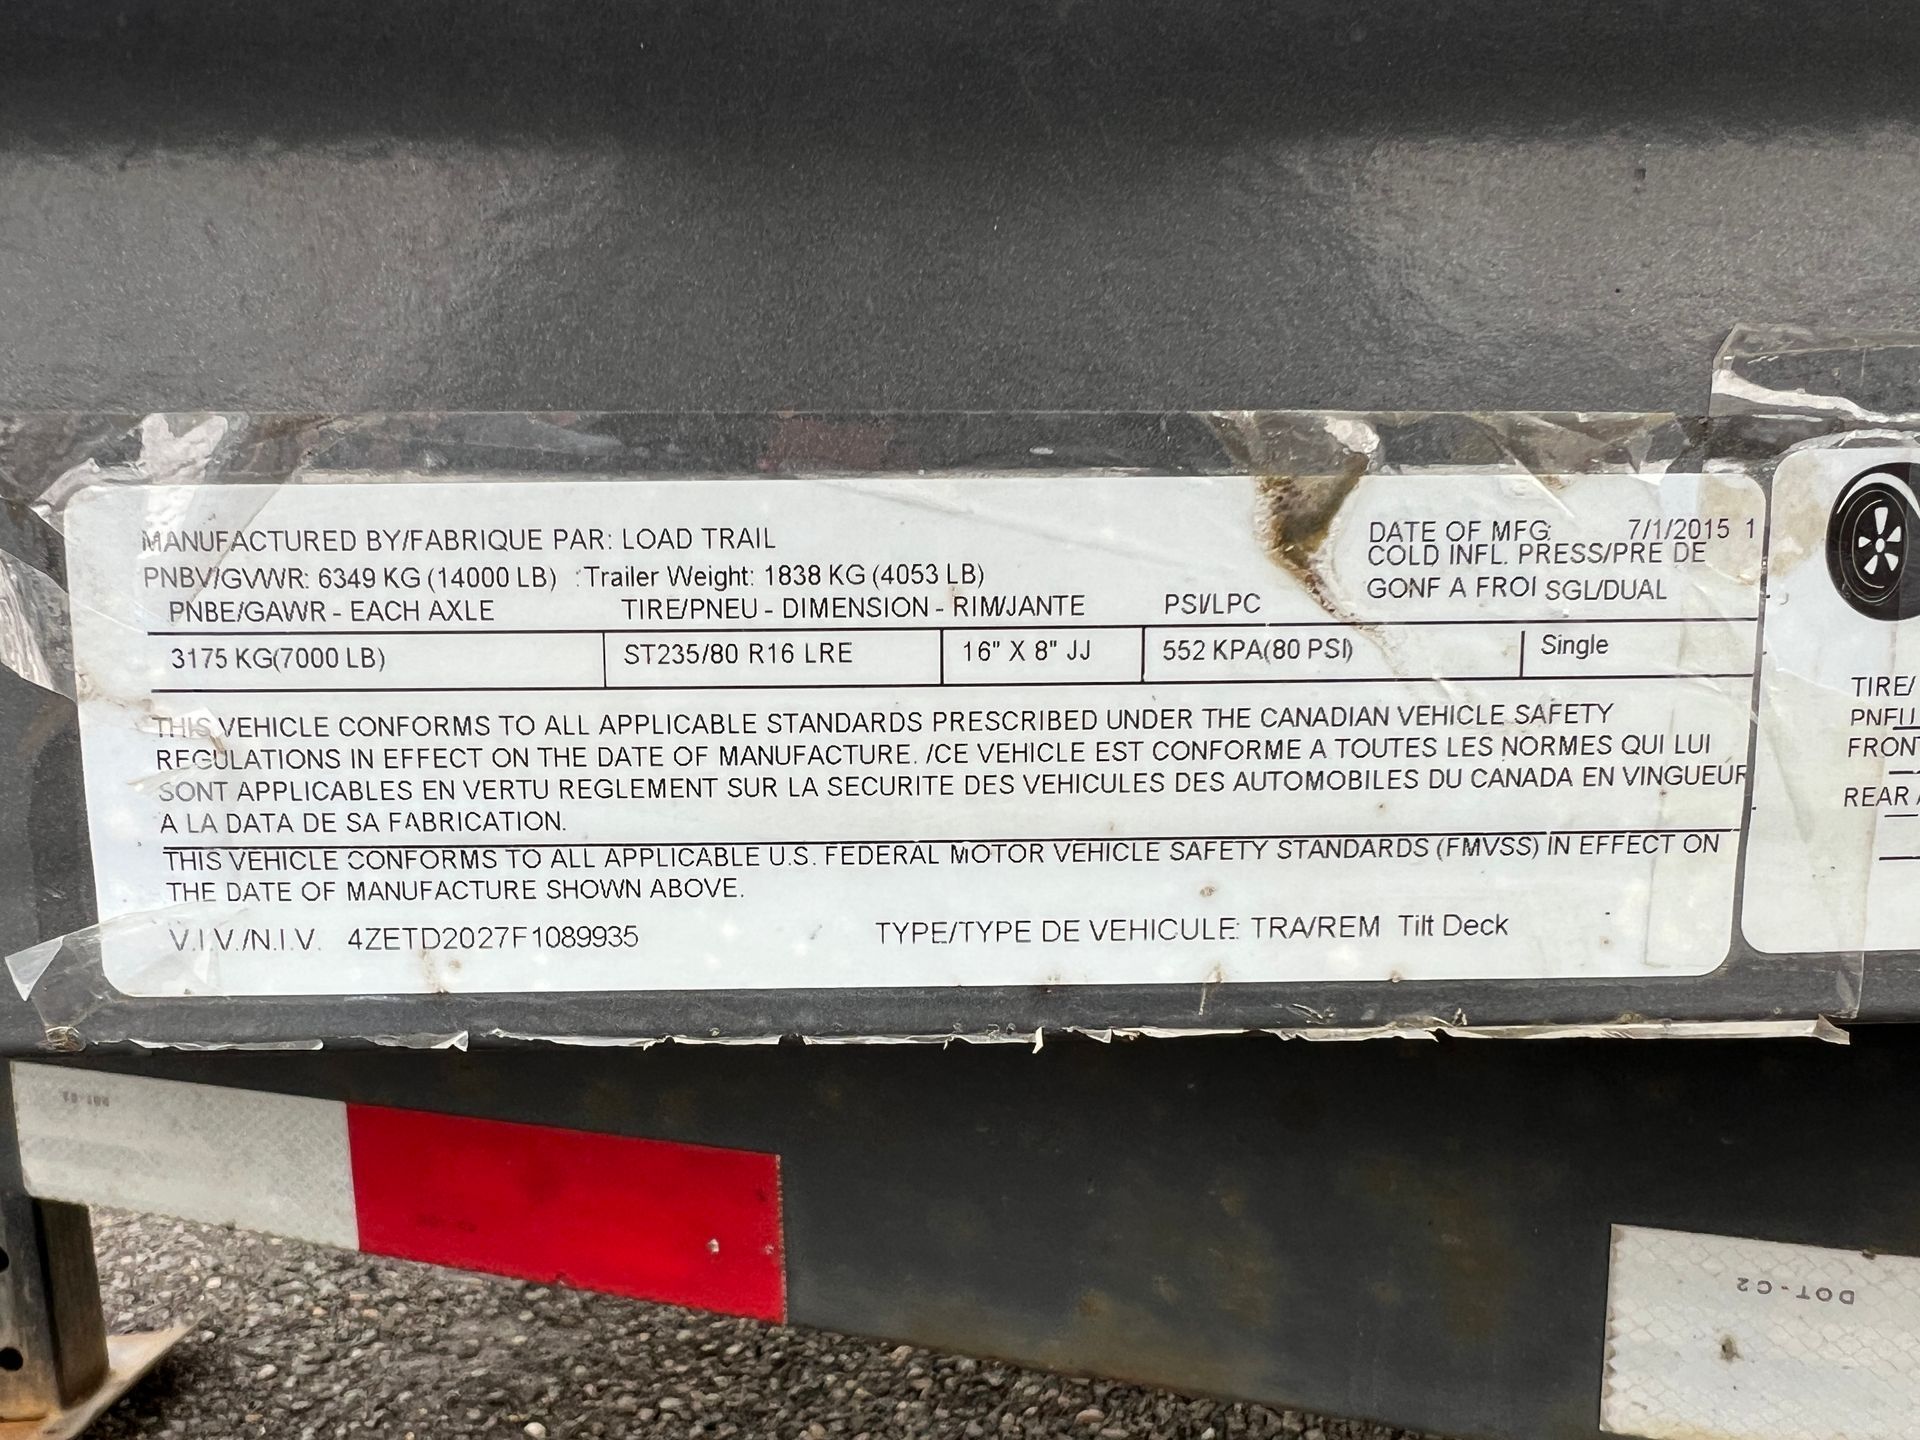 MANUFACTURED BY/FABRIQUE PAR: LOAD TRAIL
DATE OF MFG: 7/1/2015 1
PNBV/GVWR: 6349 KG (14000 LB) :Trailer Weight: 1838 KG (4053 LB)
COLD INFL. PRESS/PRE DE
GONF A FROI SGL/DUAL
PNBE/GAWR - EACH AXLE TIRE/PNEU - DIMENSION - RIM/JANTE PSI/LPC
3175 KG(7000 LB) ST235/80 R16 LRE 16" X 8" JJ 552 KPA(80 PSI) Single
THIS VEHICLE CONFORMS TO ALL APPLICABLE STANDARDS PRESCRIBED UNDER THE CANADIAN VEHICLE SAFETY
REGULATIONS IN EFFECT ON THE DATE OF MANUFACTURE. /CE VEHICLE EST CONFORME A TOUTES LES NORMES QUI LUI
SONT APPLICABLES EN VERTU REGLEMENT SUR LA SECURITE DES VEHICULES DES AUTOMOBILES DU CANADA EN VINGUEUR
A LA DATA DE SA FABRICATION.
THIS VEHICLE CONFORMS TO ALL APPLICABLE U.S. FEDERAL MOTOR VEHICLE SAFETY STANDARDS (FMVSS) IN EFFECT ON
THE DATE OF MANUFACTURE SHOWN ABOVE.
V.I.V./N.I.V. 4ZETD2027F1089935 TYPE/TYPE DE VEHICULE: TRA/REM Tilt Deck
TIRE/
PNEU
FRONT
REAR
DOT-C2